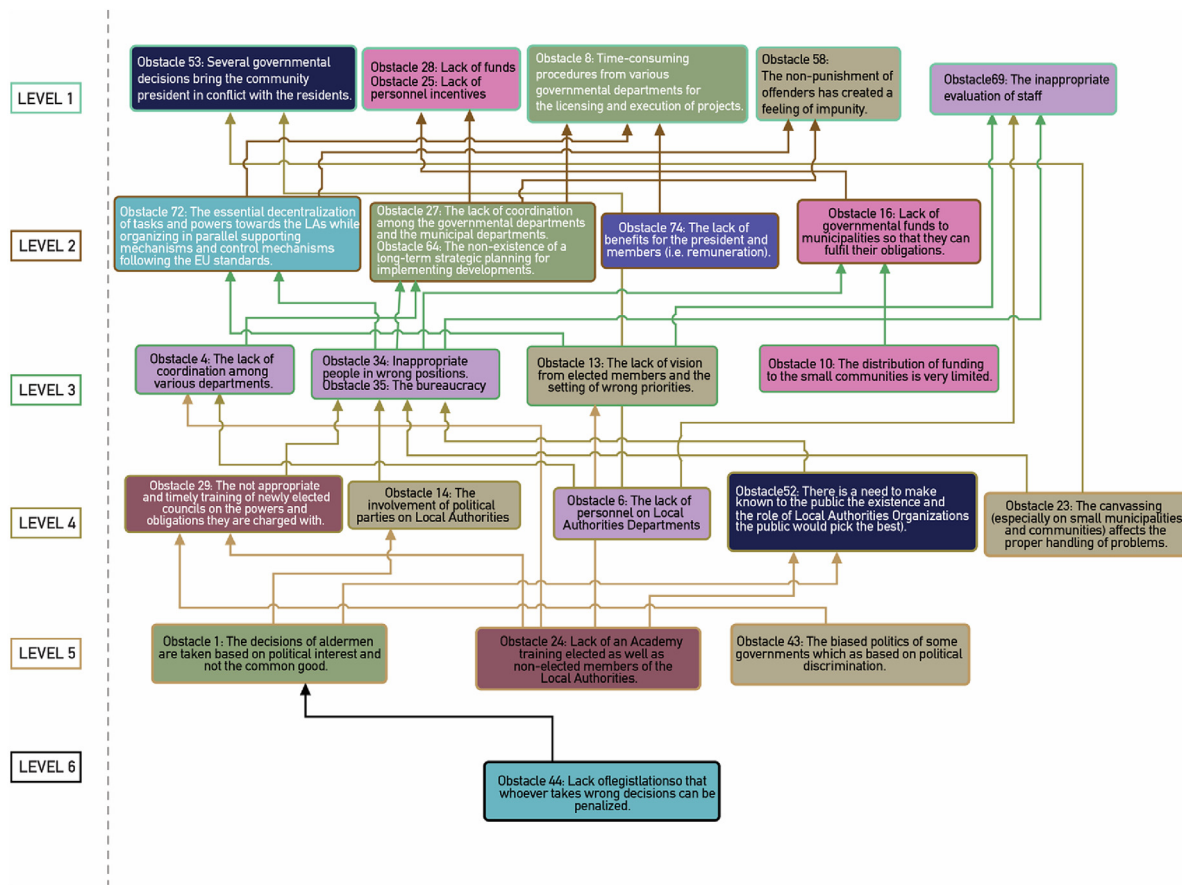 LEVEL 1
Obstacle 53: Several governmental
decisions bring the community
president in conflict with the residents.
Obstacle 28: Lack of funds
Obstacle 25: Lack of
personnel incentives
Obstacle 8: Time-consuming
procedures from various
governmental departments for
the licensing and execution of projects.
Obstacle 58:
The non-punishment of
offenders has created a
feeling of impunity.
Obstacle69: The inappropriate
evaluation of staff
LEVEL 2
Obstacle 72: The essential decentralization
of tasks and powers towards the LAs while
organizing in parallel supporting
mechanisms and control mechanisms
following the EU standards.
Obstacle 27: The lack of coordination
among the governmental departments
and the municipal departments.
Obstacle 64: The non-existence of a
long-term strategic planning for
implementing developments.
Obstacle 74: The lack of
benefits for the president and
members (i.e. remuneration).
Obstacle 16: Lack of
governmental funds to
municipalities so that they can
fulfil their obligations.
LEVEL 3
Obstacle 4: The lack of
coordination among
various departments.
Obstacle 34: Inappropriate
people in wrong positions.
Obstacle 35: The bureaucracy
Obstacle 13: The lack of vision
from elected members and the
setting of wrong priorities.
Obstacle 10: The distribution of funding
to the small communities is very limited.
LEVEL 4
Obstacle 29: The not appropriate
and timely training of newly elected
councils on the powers and
obligations they are charged with.
Obstacle 14: The
involvement of political
parties on Local Authorities
Obstacle 6: The lack of
personnel on Local
Authorities Departments
Obstacle52: There is a need to make
known to the public the existence and
the role of Local Authorities Organizations
the public would pick the best).
Obstacle 23: The canvassing
(especially on small municipalities
and communities) affects the
proper handling of problems.
LEVEL 5
Obstacle 1: The decisions of aldermen
are taken based on political interest and
not the common good.
Obstacle 24: Lack of an Academy
training elected as well as
non-elected members of the
Local Authorities.
Obstacle 43: The biased politics of some
governments which as based on political
discrimination.
LEVEL 6
Obstacle 44: Lack oflegistlationso that
whoever takes wrong decisions can be
penalized.